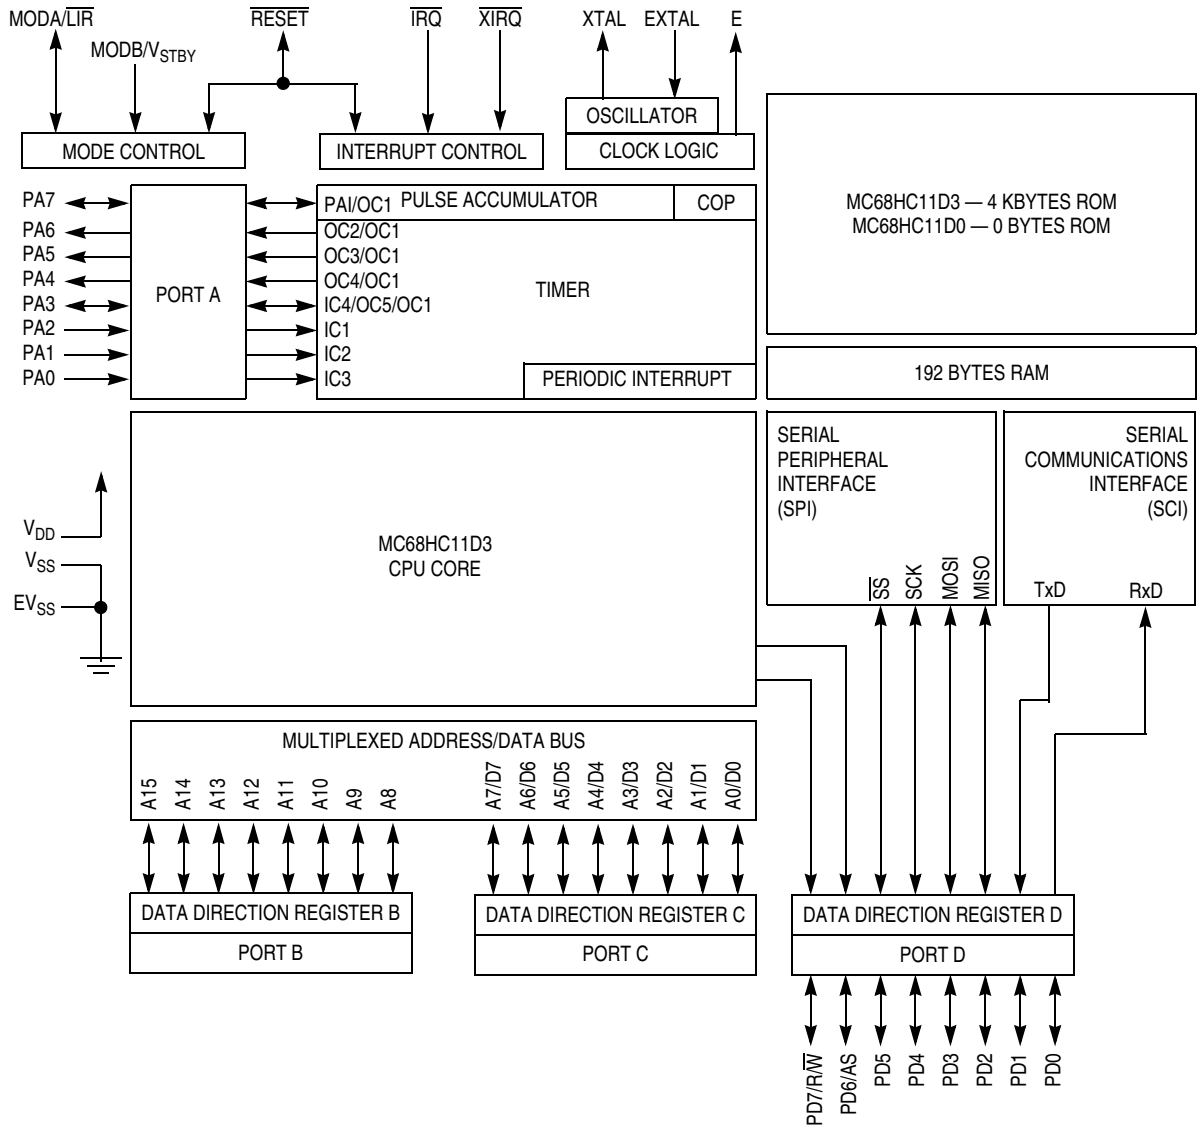 MODA/LIR
MODB/VSTBY
RESET
IRQ
XIRQ
XTAL
EXTAL
E
MODE CONTROL
INTERRUPT CONTROL
OSCILLATOR
CLOCK LOGIC
MC68HC11D3 — 4 KBYTES ROM
MC68HC11D0 — 0 BYTES ROM
192 BYTES RAM
PA7
PA6
PA5
PA4
PA3
PA2
PA1
PA0
PORT A
PAI/OC1
PULSE ACCUMULATOR
COP
OC2/OC1
OC3/OC1
OC4/OC1
IC4/OC5/OC1
IC1
IC2
IC3
TIMER
PERIODIC INTERRUPT
VDD
VSS
EVSS
MC68HC11D3
CPU CORE
SERIAL
PERIPHERAL
INTERFACE
(SPI)
SS
SCK
MOSI
MISO
SERIAL
COMMUNICATIONS
INTERFACE
(SCI)
TxD
RxD
MULTIPLEXED ADDRESS/DATA BUS
A15
A14
A13
A12
A11
A10
A9
A8
A7/D7
A6/D6
A5/D5
A4/D4
A3/D3
A2/D2
A1/D1
A0/D0
DATA DIRECTION REGISTER B
PORT B
DATA DIRECTION REGISTER C
PORT C
DATA DIRECTION REGISTER D
PORT D
PD7/R/W
PD6/AS
PD5
PD4
PD3
PD2
PD1
PD0